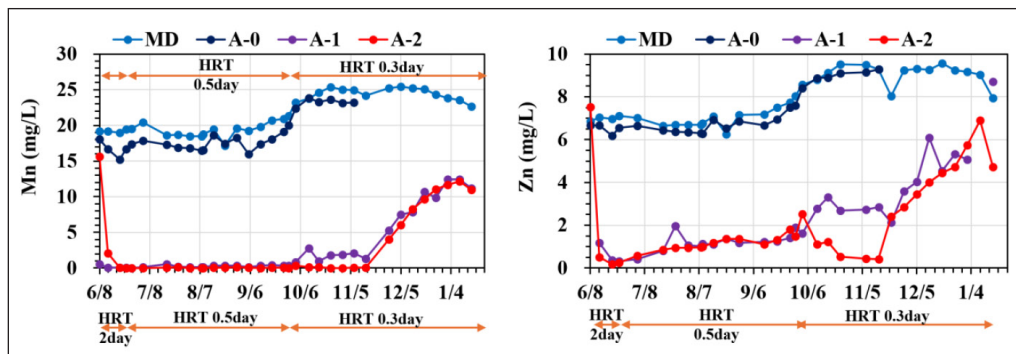 MD A-0 A-1 A-2
30
25
20
15
10
5
0
Mn (mg/L)
HRT
0.5day
HRT 0.3day
6/8 7/8 8/7 9/6 10/6 11/5 12/5 1/4
HRT
2day
HRT 0.5day
HRT 0.3day
MD A-0 A-1 A-2
10
8
6
4
2
0
Zn (mg/L)
6/8 7/8 8/7 9/6 10/6 11/5 12/5 1/4
HRT
2day
HRT
0.5day
HRT 0.3day